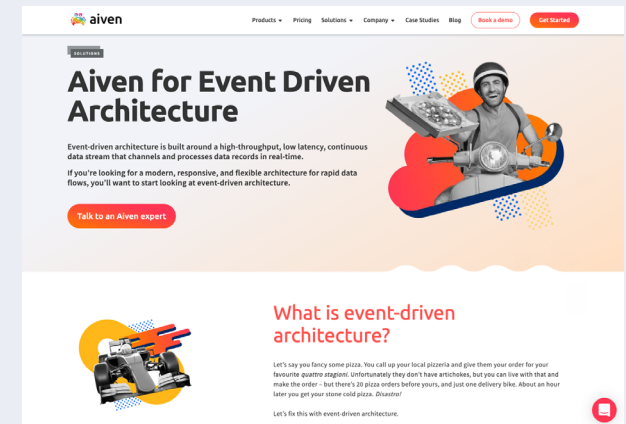 aiven
Products Pricing Solutions Company Case Studies Blog Book a demo Get Started
SOLUTIONS
Aiven for Event Driven
Architecture
Event-driven architecture is built around a high-throughput, low latency, continuous
data stream that channels and processes data records in real-time.
If you're looking for a modern, responsive, and flexible architecture for rapid data
flows, you'll want to start looking at event-driven architecture.
Talk to an Aiven expert
What is event-driven
architecture?
Let's say you fancy some pizza. You call up your local pizzeria and give them your order for your
favourite quattro stagioni. Unfortunately they don't have artichokes, but you can live with that and
make the order – but there's 20 pizza orders before yours, and just one delivery bike. About an hour
later you get your stone cold pizza. Disastro!
Let's fix this with event-driven architecture.